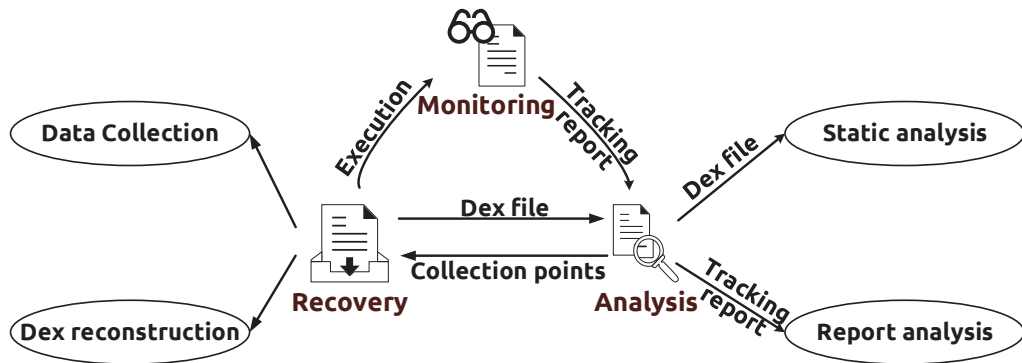 Monitoring
Execution
Tracking
report
Data Collection
Static analysis
Dex file
Dex file
Collection points
Recovery
Analysis
Tracking
report
Dex reconstruction
Report analysis